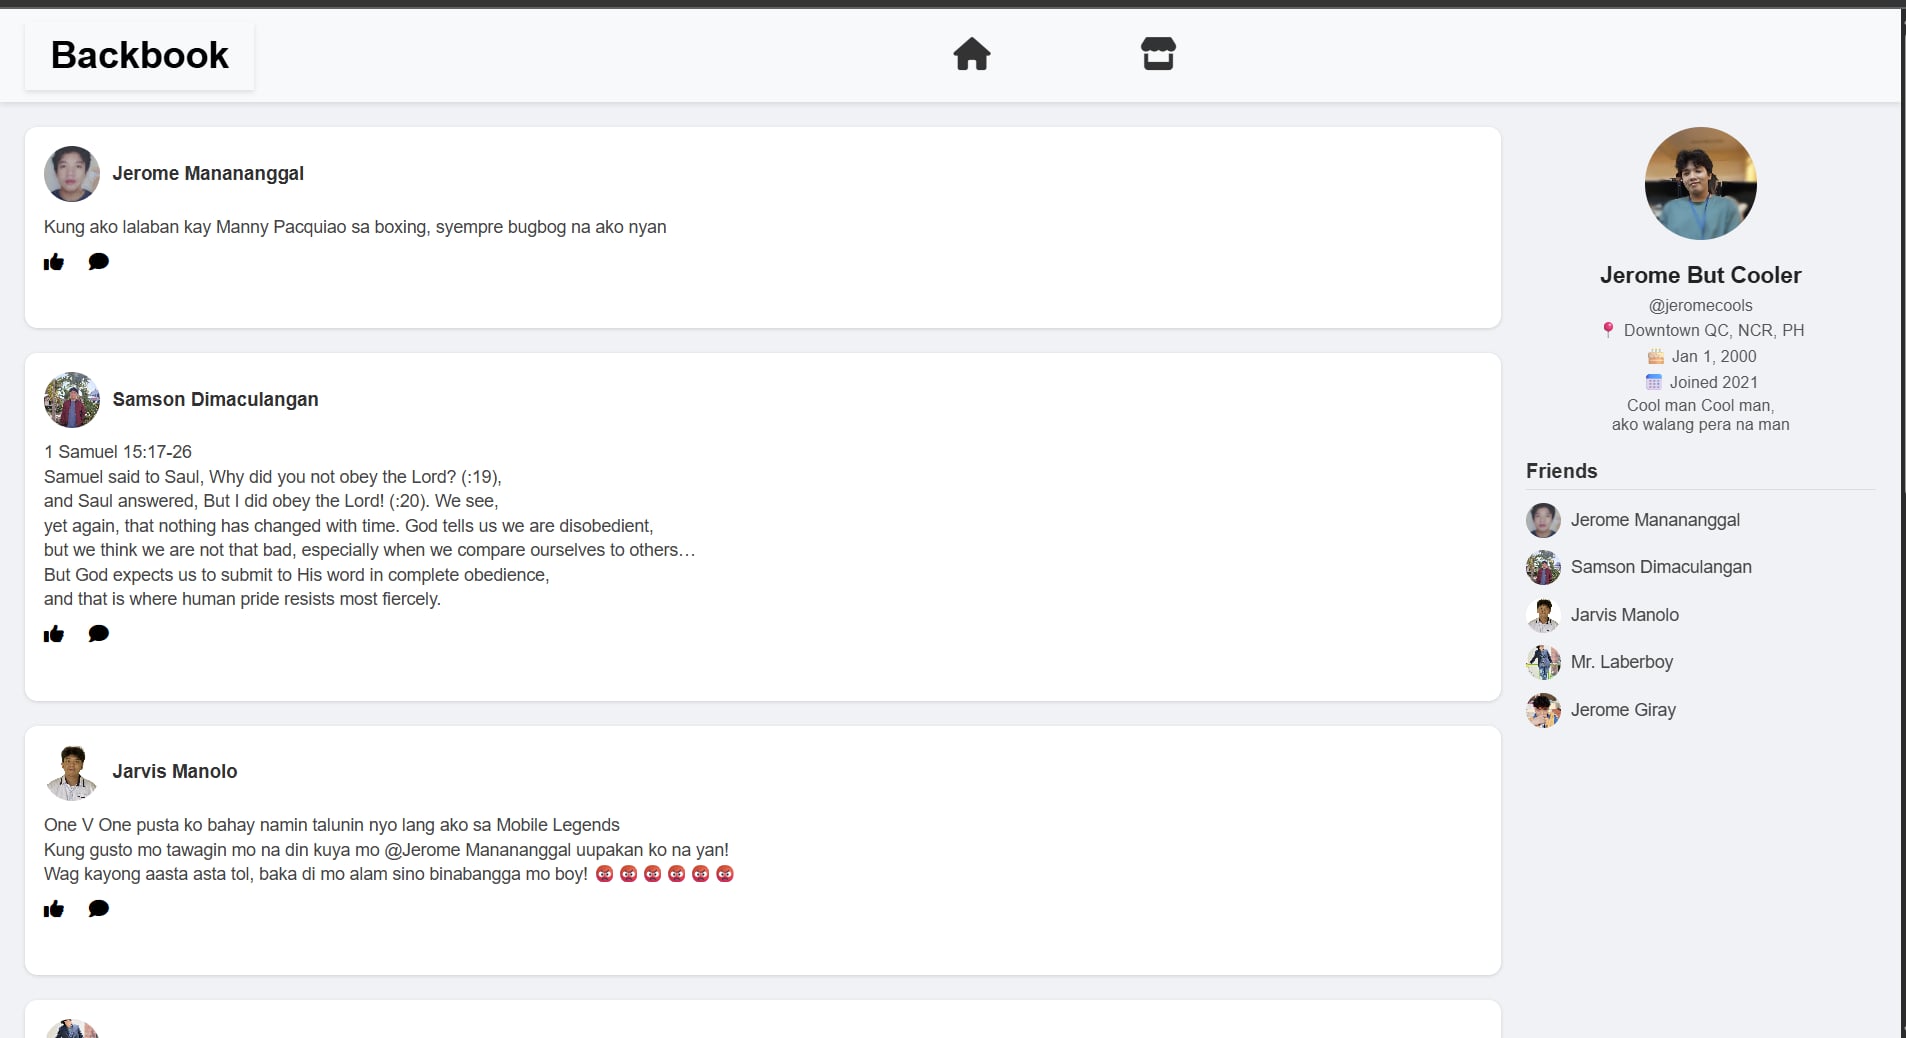 Backbook
Jerome Manananggal
Kung ako lalaban kay Manny Pacquiao sa boxing, syempre bugbog na ako nyan
Samson Dimaculangan
1 Samuel 15:17-26
Samuel said to Saul, Why did you not obey the Lord? (:19),
and Saul answered, But I did obey the Lord! (:20). We see,
yet again, that nothing has changed with time. God tells us we are disobedient,
but we think we are not that bad, especially when we compare ourselves to others…
But God expects us to submit to His word in complete obedience,
and that is where human pride resists most fiercely.
Jarvis Manolo
One V One pusta ko bahay namin talunin nyo lang ako sa Mobile Legends
Kung gusto mo tawagin mo na din kuya mo @Jerome Manananggal uupakan ko na yan!
Wag kayong aasta asta tol, baka di mo alam sino binabangga mo boy! 👹👹👹👹👹👹
Jerome But Cooler
@jeromecools
📍 Downtown QC, NCR, PH
🎂 Jan 1, 2000
🗓️ Joined 2021
Cool man Cool man,
ako walang pera na man
Friends
Jerome Manananggal
Samson Dimaculangan
Jarvis Manolo
Mr. Laberboy
Jerome Giray